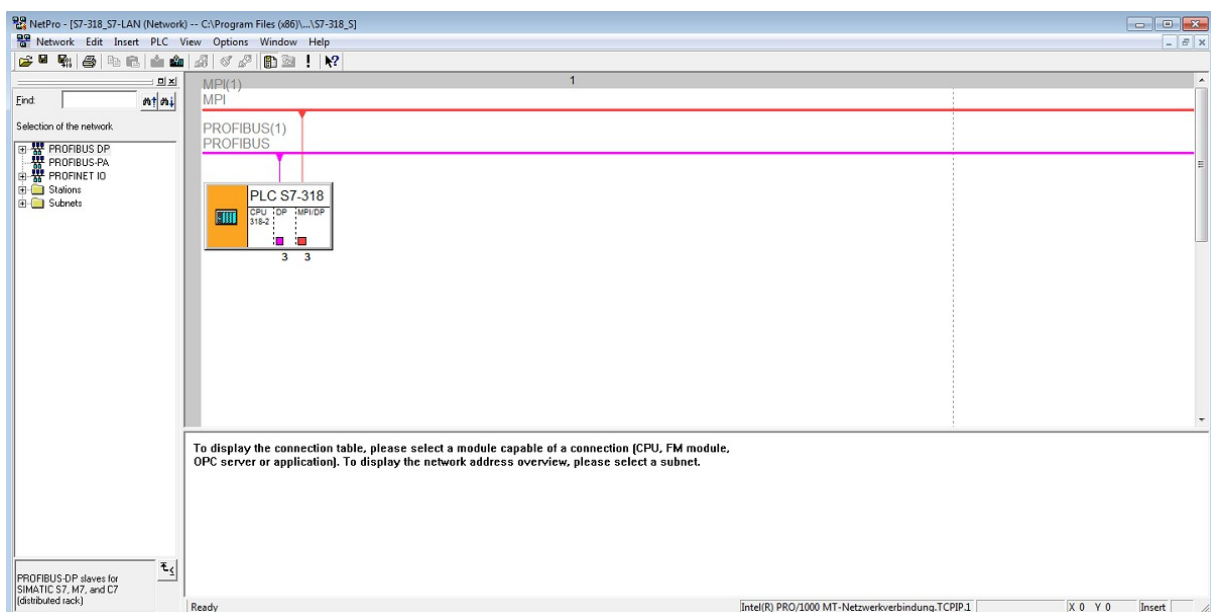 NetPro - [S7-318_S7-LAN (Network) -- C:\Program Files (x86)\...\S7-318_S]
Network Edit Insert PLC View Options Window Help
Find:
Selection of the network
PROFIBUS DP
PROFIBUS-PA
PROFINET IO
Stations
Subnets
PROFIBUS-DP slaves for
SIMATIC S7, M7, and C7
(distributed rack)
1
MPI(1)
MPI
PROFIBUS(1)
PROFIBUS
PLC S7-318
CPU DP MPI/DP
318-2
3 3
To display the connection table, please select a module capable of a connection (CPU, FM module,
OPC server or application). To display the network address overview, please select a subnet.
Ready Intel(R) PRO/1000 MT-Netzwerkverbindung.TCPIP.1 X 0 Y 0 Insert